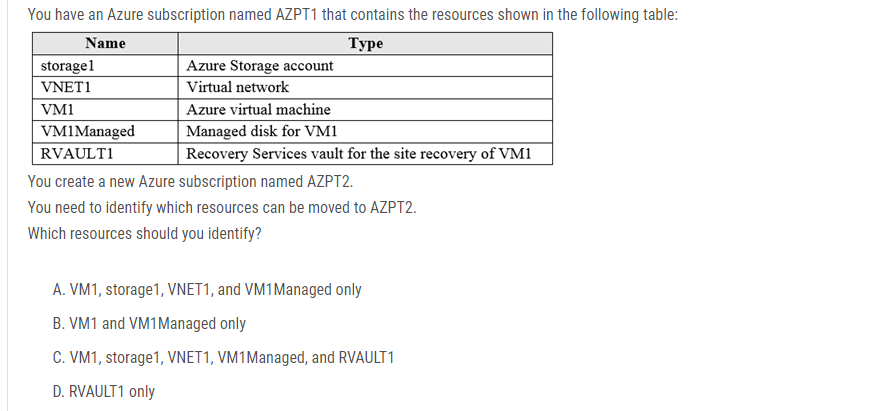 You have an Azure subscription named AZPT1 that contains the resources shown in the following table:
Name Type
storage1 Azure Storage account
VNET1 Virtual network
VM1 Azure virtual machine
VM1Managed Managed disk for VM1
RVAULT1 Recovery Services vault for the site recovery of VM1
You create a new Azure subscription named AZPT2.
You need to identify which resources can be moved to AZPT2.
Which resources should you identify?
A. VM1, storage1, VNET1, and VM1Managed only
B. VM1 and VM1Managed only
C. VM1, storage1, VNET1, VM1Managed, and RVAULT1
D. RVAULT1 only